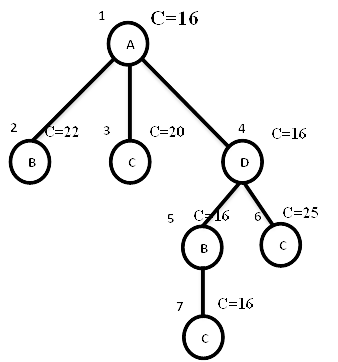 1 C=16
A
2 C=22 3 C=20 4 C=16
B C D
5 C=16 6 C=25
B C
7 C=16
C